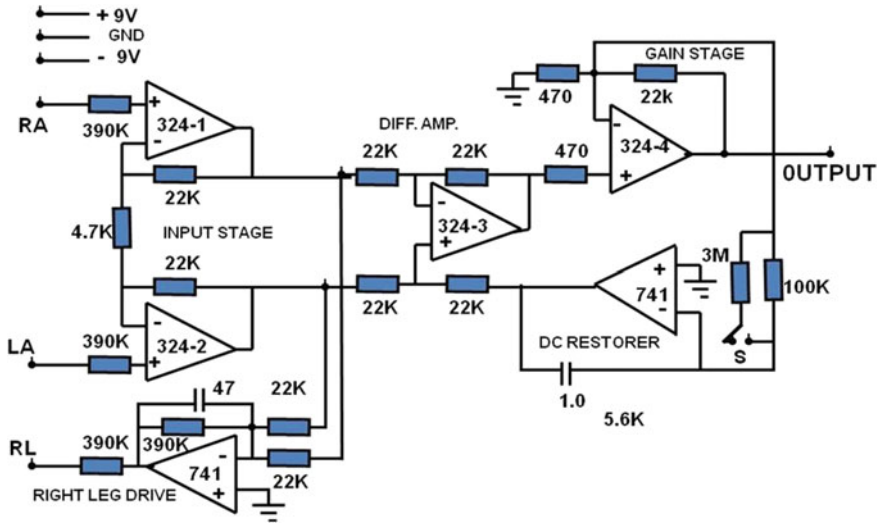 + 9V
GND
- 9V
RA
390K
+
-
324-1
22K
4.7K
INPUT STAGE
22K
-
+
324-2
LA
390K
DIFF. AMP.
22K
22K
-
+
324-3
22K
22K
GAIN STAGE
470
22k
470
-
+
324-4
0UTPUT
3M
100K
S
+
-
741
DC RESTORER
1.0
5.6K
47
22K
390K
22K
RL
390K
-
+
741
RIGHT LEG DRIVE